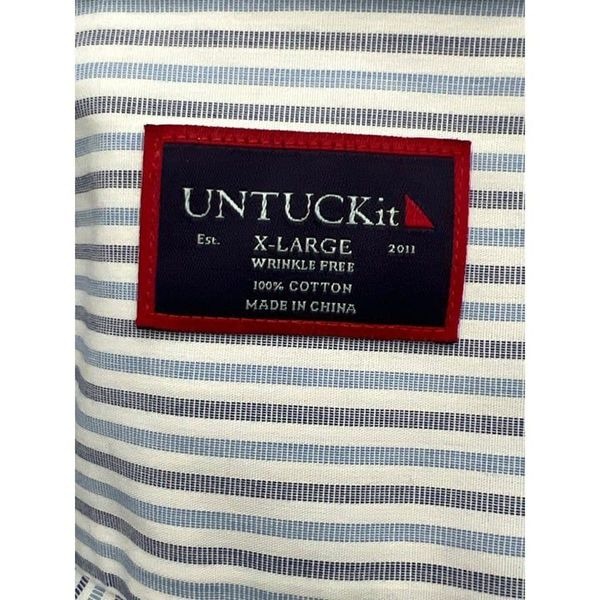 UNTUCKit
Est. X-LARGE 2011
WRINKLE FREE
100% COTTON
MADE IN CHINA